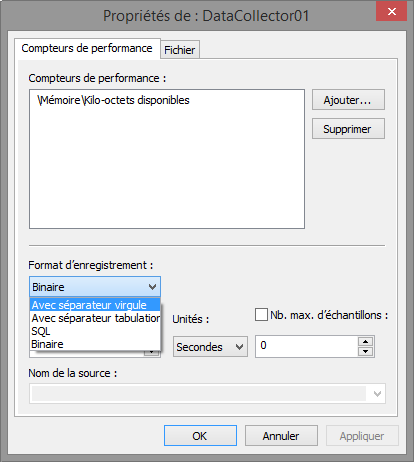 Propriétés de : DataCollector01
Compteurs de performance Fichier
Compteurs de performance :
\Mémoire\Kilo-octets disponibles
Ajouter...
Supprimer
Format d'enregistrement :
Binaire
Avec séparateur virgule
Avec séparateur tabulation
SQL
Binaire
Unités :
Secondes
Nb. max. d'échantillons :
0
Nom de la source :
OK Annuler Appliquer